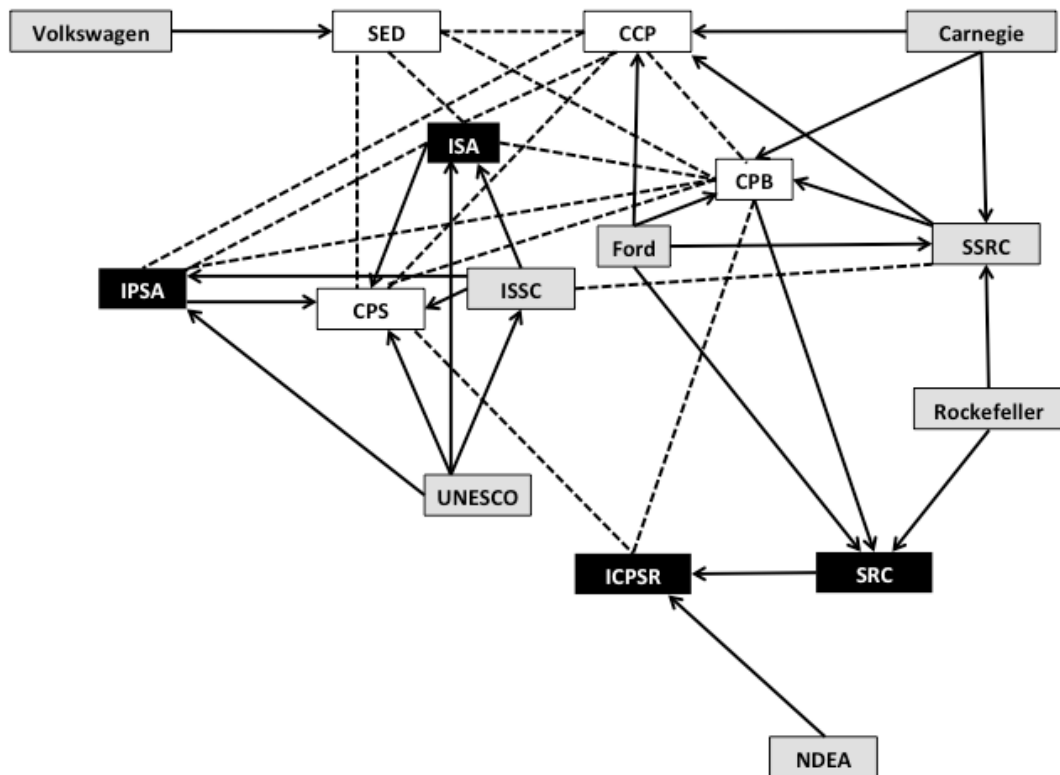 Volkswagen
SED
CCP
Carnegie
ISA
CPB
Ford
SSRC
IPSA
ISSC
CPS
Rockefeller
UNESCO
ICPSR
SRC
NDEA